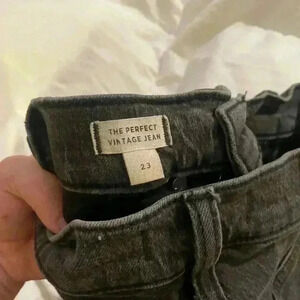 THE PERFECT
VINTAGE JEAN
23